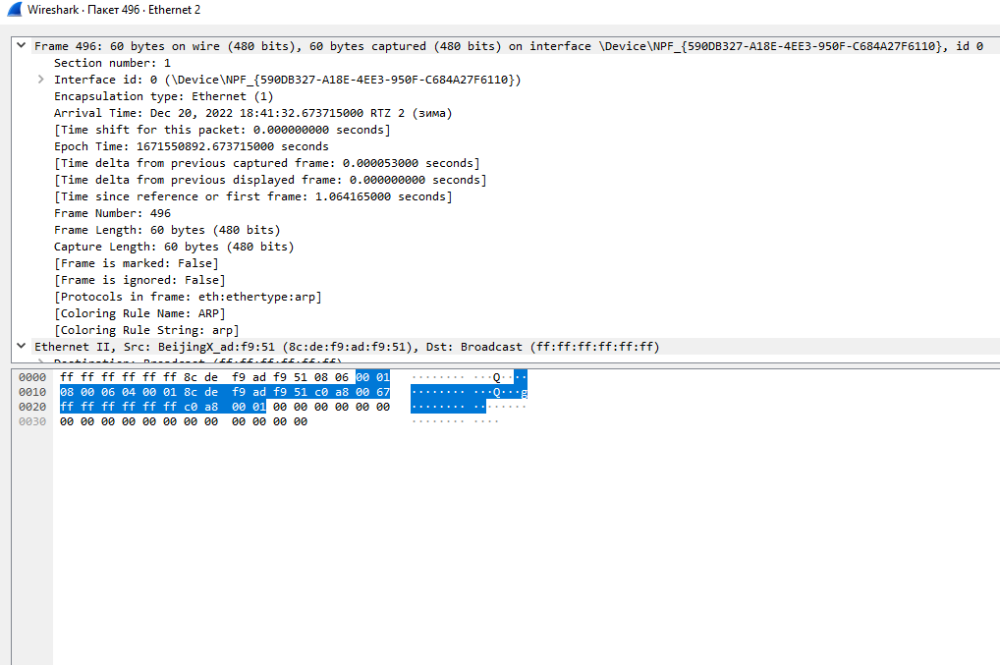 Wireshark · Пакет 496 · Ethernet 2
Frame 496: 60 bytes on wire (480 bits), 60 bytes captured (480 bits) on interface \Device\NPF_{590DB327-A18E-4EE3-950F-C684A27F6110}, id 0
Section number: 1
Interface id: 0 (\Device\NPF_{590DB327-A18E-4EE3-950F-C684A27F6110})
Encapsulation type: Ethernet (1)
Arrival Time: Dec 20, 2022 18:41:32.673715000 RTZ 2 (зима)
[Time shift for this packet: 0.000000000 seconds]
Epoch Time: 1671550892.673715000 seconds
[Time delta from previous captured frame: 0.000053000 seconds]
[Time delta from previous displayed frame: 0.000000000 seconds]
[Time since reference or first frame: 1.064165000 seconds]
Frame Number: 496
Frame Length: 60 bytes (480 bits)
Capture Length: 60 bytes (480 bits)
[Frame is marked: False]
[Frame is ignored: False]
[Protocols in frame: eth:ethertype:arp]
[Coloring Rule Name: ARP]
[Coloring Rule String: arp]
Ethernet II, Src: BeijingX_ad:f9:51 (8c:de:f9:ad:f9:51), Dst: Broadcast (ff:ff:ff:ff:ff:ff)
Destination: Broadcast (ff:ff:ff:ff:ff:ff)
0000 ff ff ff ff ff ff 8c de f9 ad f9 51 08 06 00 01 ········ ···Q····
0010 08 00 06 04 00 01 8c de f9 ad f9 51 c0 a8 00 67 ········ ···Q···g
0020 ff ff ff ff ff ff c0 a8 00 01 00 00 00 00 00 00 ········ ········
0030 00 00 00 00 00 00 00 00 00 00 00 00 ········ ····